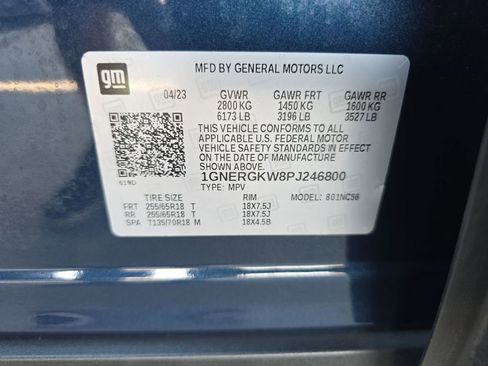 gm
MFD BY GENERAL MOTORS LLC
04/23 GVWR GAWR FRT GAWR RR
2800 KG 1450 KG 1600 KG
6173 LB 3196 LB 3527 LB
THIS VEHICLE CONFORMS TO ALL
APPLICABLE U.S. FEDERAL MOTOR
VEHICLE SAFETY STANDARDS IN
EFFECT ON THE DATE OF MANUFACTURE
SHOWN ABOVE.
1GNERGKW8PJ246800
TYPE: MPV MODEL: 801NC56
TIRE SIZE RIM
FRT 255/65R18 T 18X7.5J
RR 255/65R18 T 18X7.5J
SPA T135/70R18 M 18X4.5B